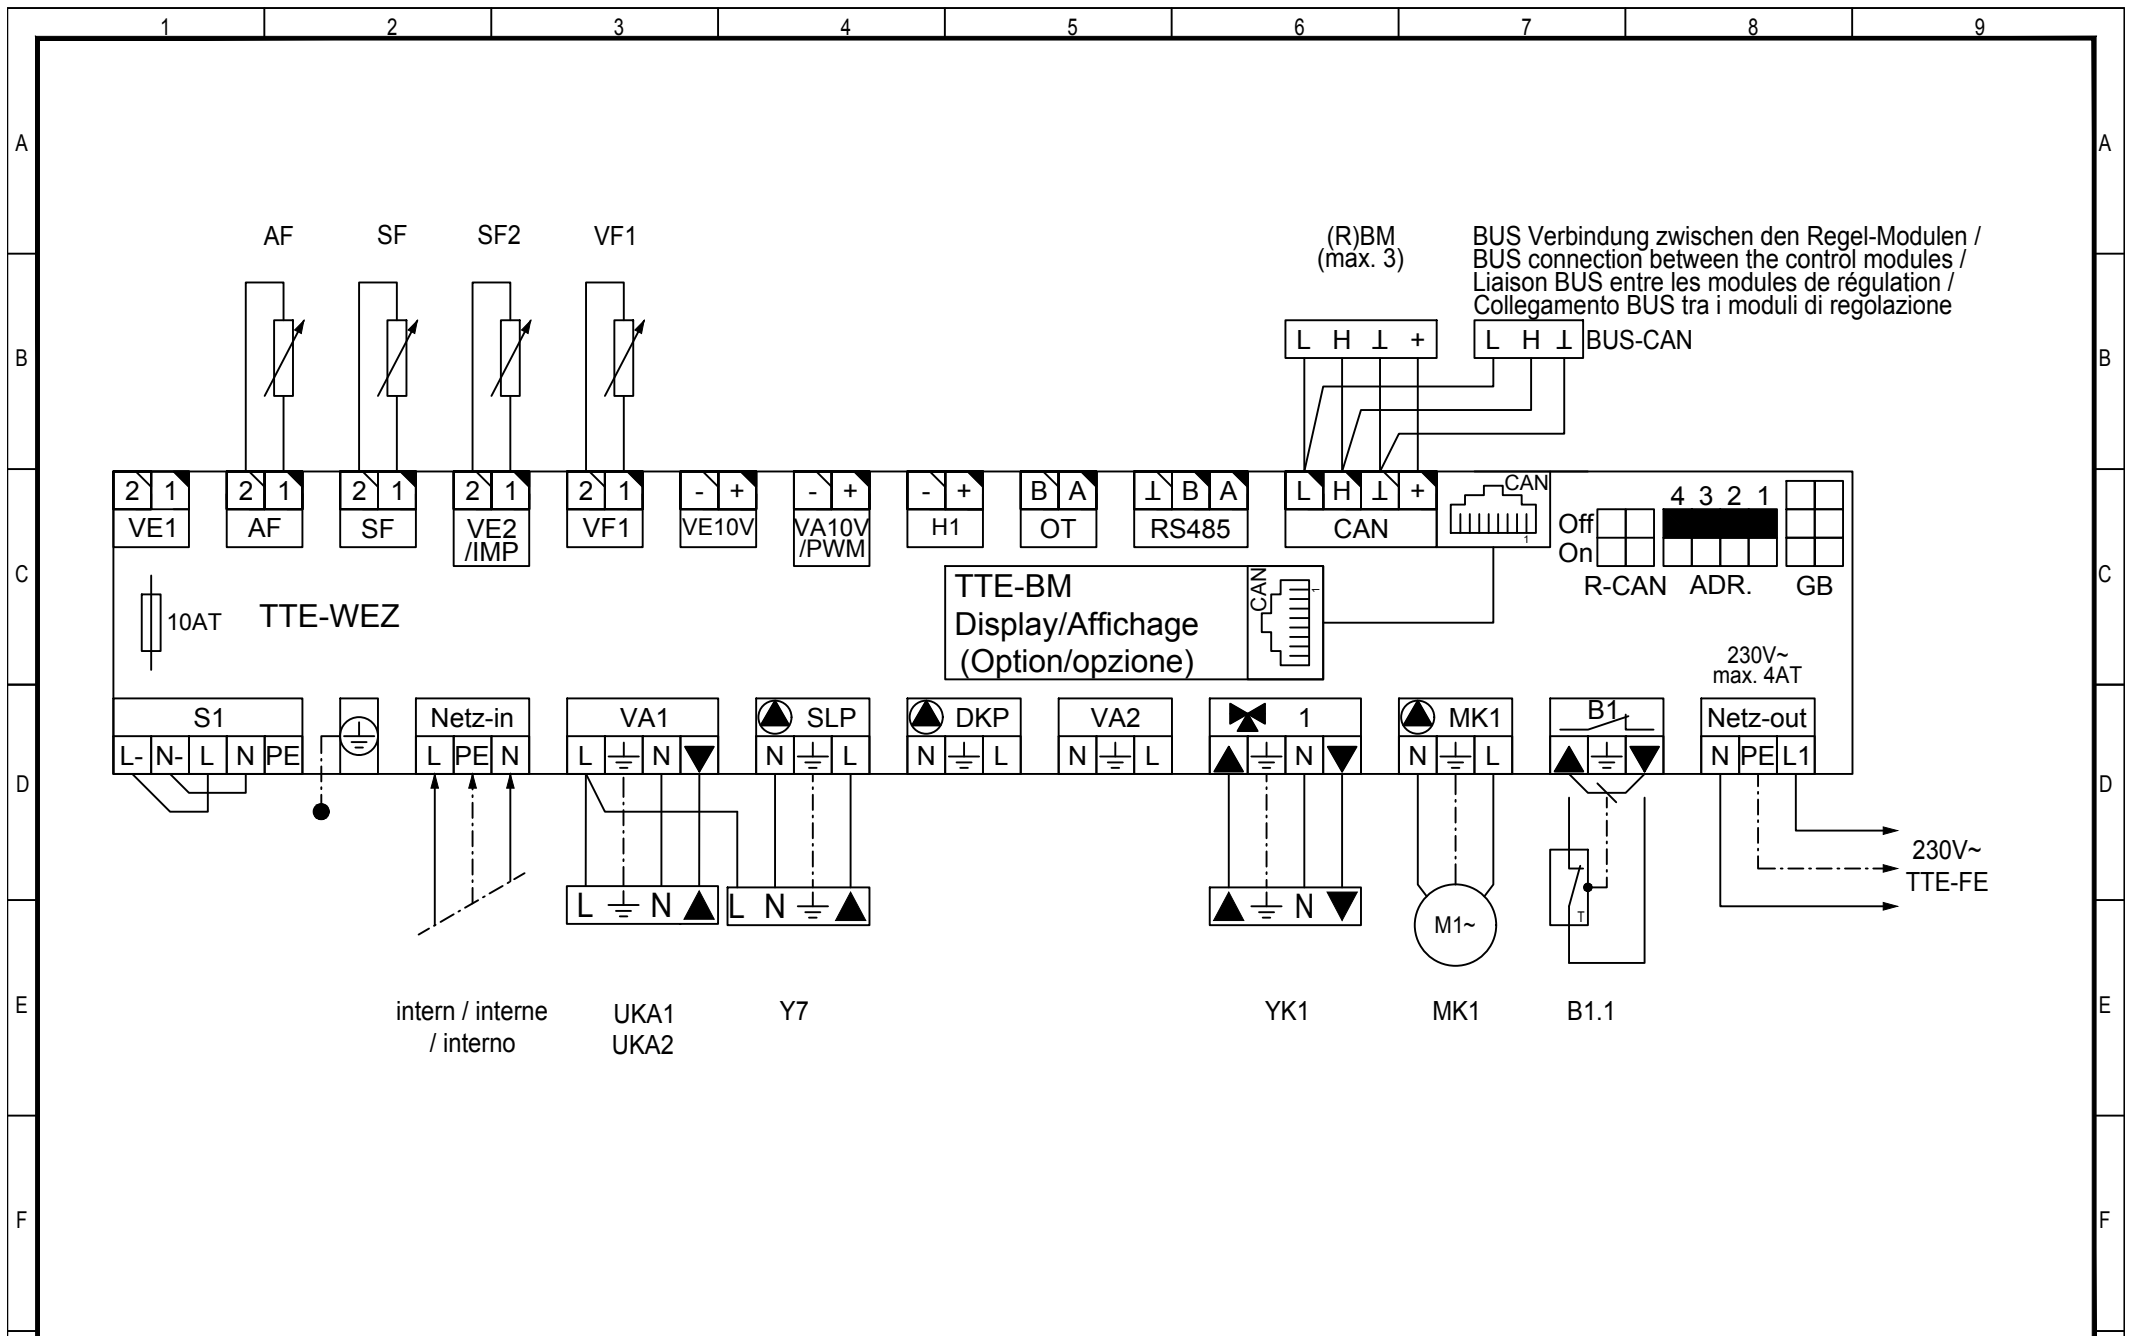 1 2 3 4 5 6 7 8 9
A A
AF SF SF2 VF1
(R)BM
(max. 3)
BUS Verbindung zwischen den Regel-Modulen /
BUS connection between the control modules /
Liaison BUS entre les modules de régulation /
Collegamento BUS tra i moduli di regolazione
L H ⊥ + L H ⊥ BUS-CAN
B B
2 1 2 1 2 1 2 1 2 1 - + - + - + B A ⊥ B A L H ⊥ + CAN 4 3 2 1
VE1 AF SF VE2 VF1 VE10V VA10V H1 OT RS485 CAN 1 Off
/IMP /PWM On
C C
R-CAN ADR. GB
10AT TTE-WEZ
TTE-BM CAN 1
Display/Affichage
(Option/opzione)
230V~
max. 4AT
S1 Netz-in VA1 SLP DKP VA2 1 MK1 B1 Netz-out
L- N- L N PE L PE N L N N L N L N L N N L N PE L1
D D
230V~
TTE-FE
L N L N N M1~ T
E E
intern / interne
/ interno
UKA1
UKA2
Y7 YK1 MK1 B1.1
F F